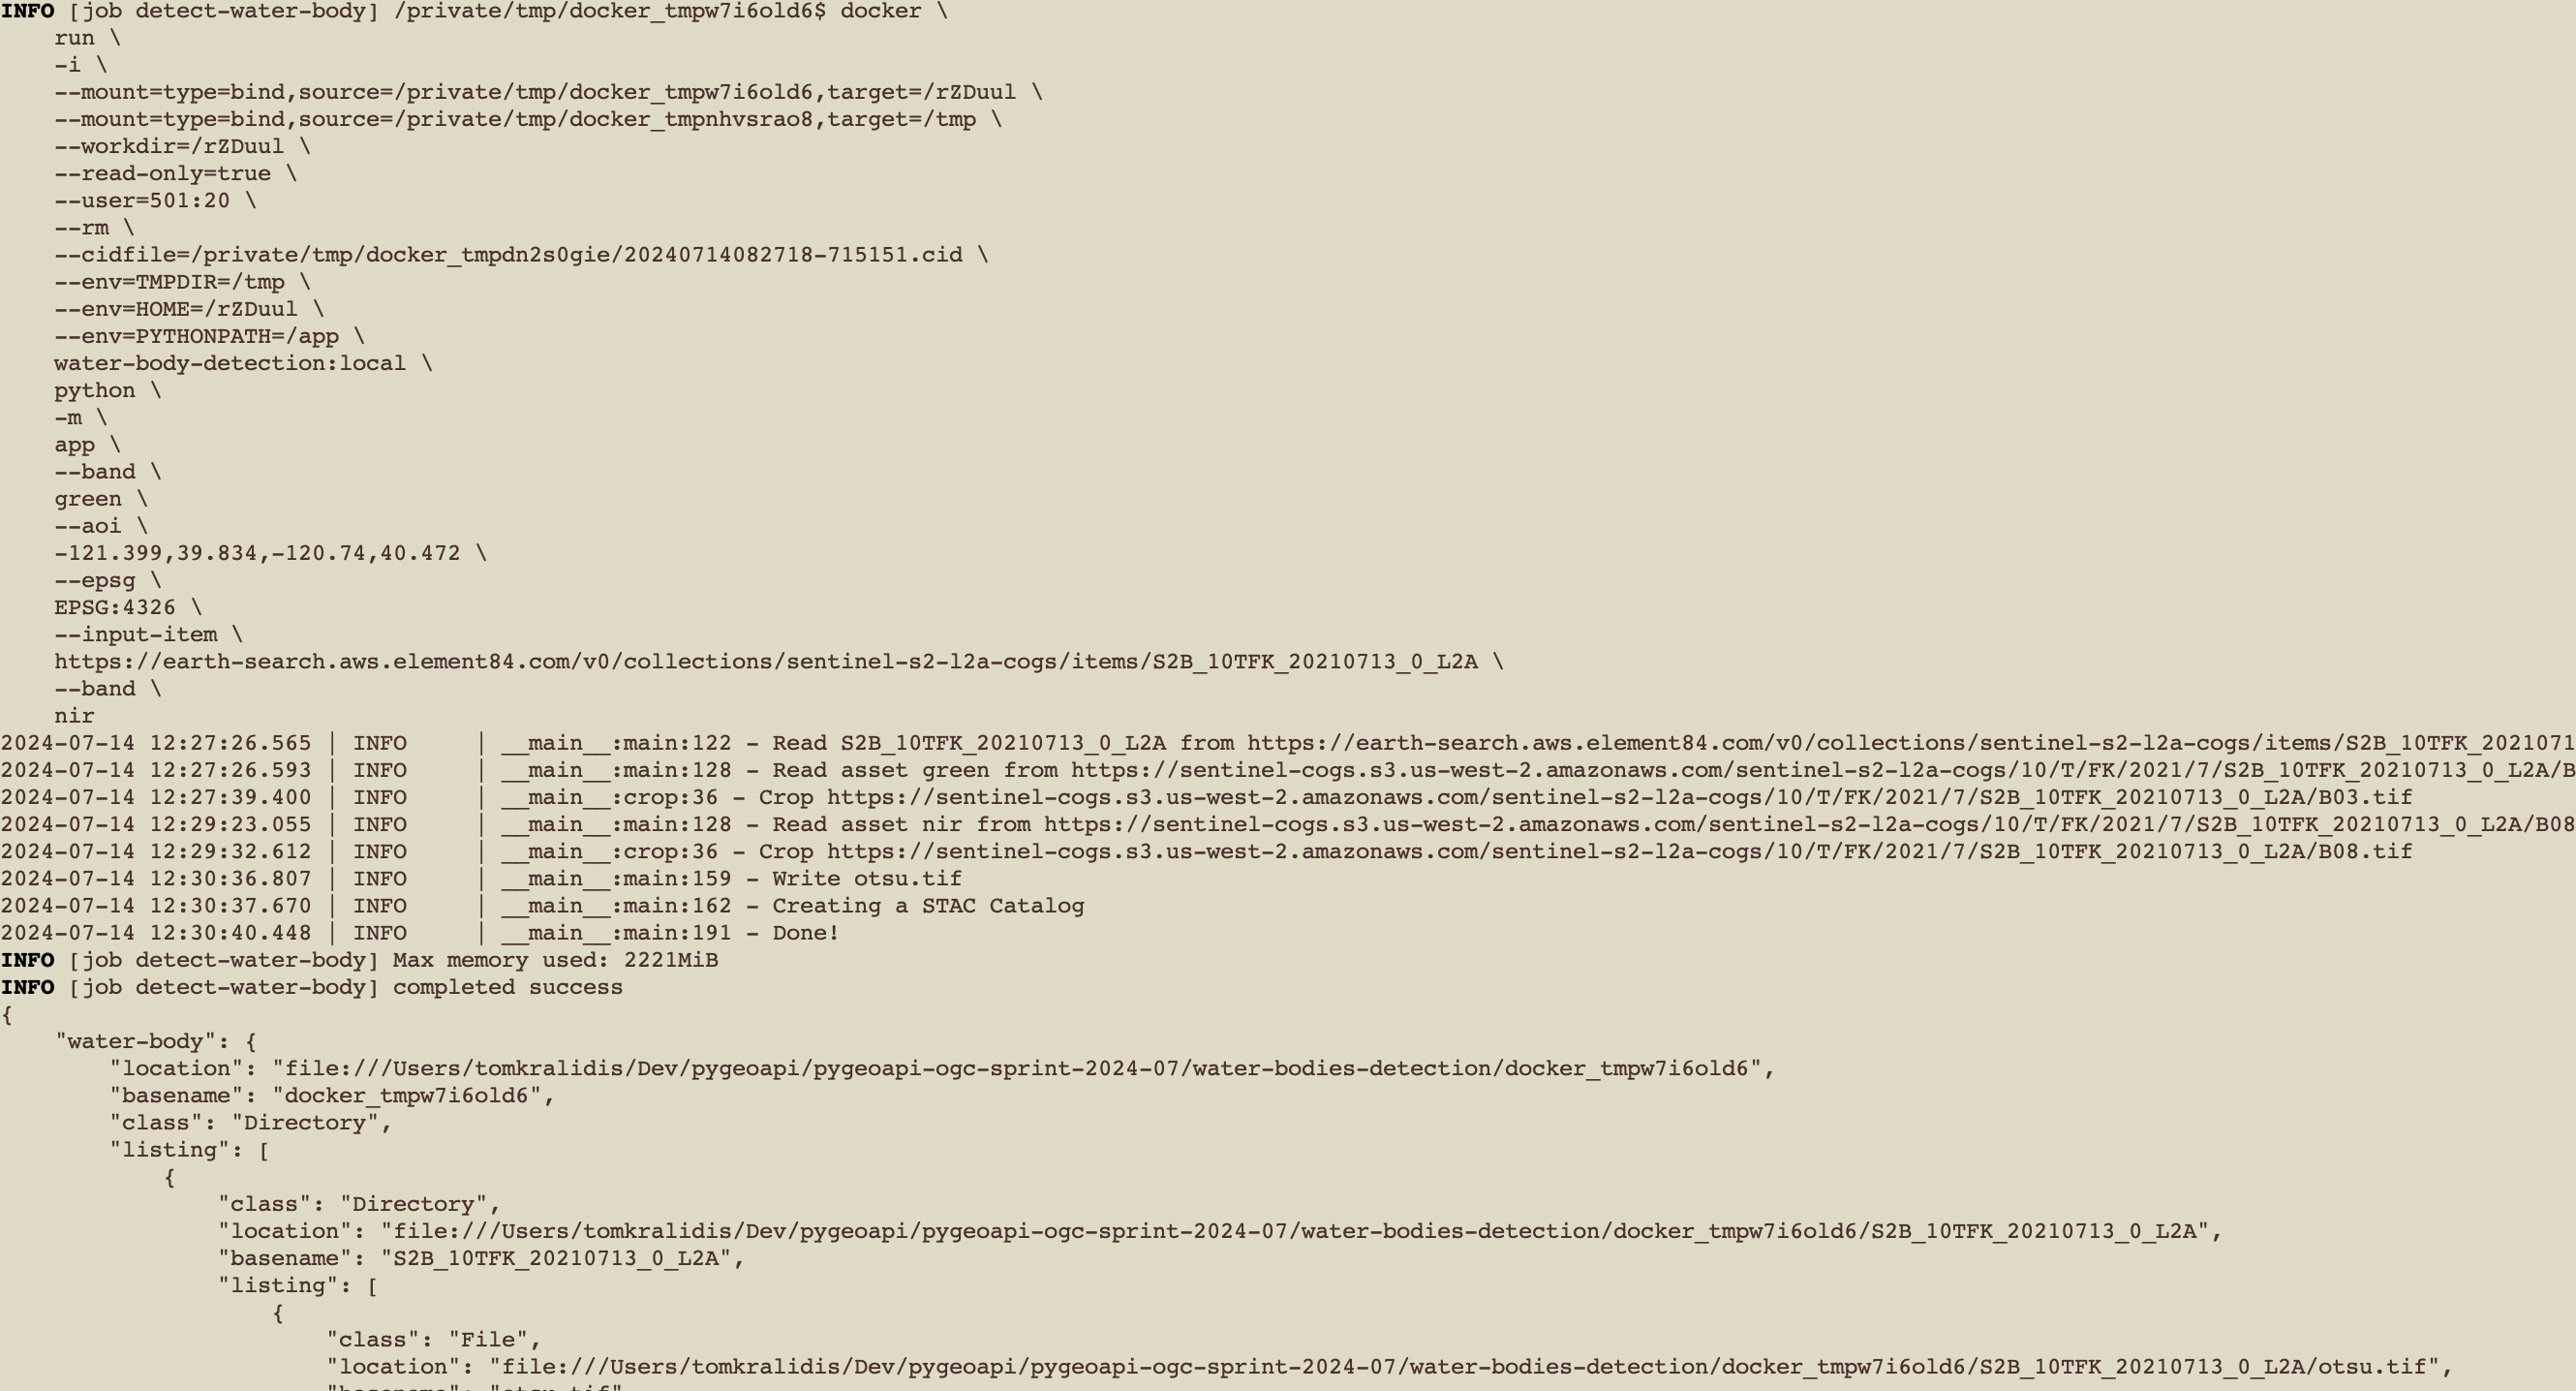 INFO [job detect-water-body] /private/tmp/docker_tmpw7i6old6$ docker \
    run \
    -i \
    --mount=type=bind,source=/private/tmp/docker_tmpw7i6old6,target=/rZDuul \
    --mount=type=bind,source=/private/tmp/docker_tmpnhvsrao8,target=/tmp \
    --workdir=/rZDuul \
    --read-only=true \
    --user=501:20 \
    --rm \
    --cidfile=/private/tmp/docker_tmpdn2s0gie/20240714082718-715151.cid \
    --env=TMPDIR=/tmp \
    --env=HOME=/rZDuul \
    --env=PYTHONPATH=/app \
    water-body-detection:local \
    python \
    -m \
    app \
    --band \
    green \
    --aoi \
    -121.399,39.834,-120.74,40.472 \
    --epsg \
    EPSG:4326 \
    --input-item \
    https://earth-search.aws.element84.com/v0/collections/sentinel-s2-l2a-cogs/items/S2B_10TFK_20210713_0_L2A \
    --band \
    nir
2024-07-14 12:27:26.565 | INFO     | __main__:main:122 - Read S2B_10TFK_20210713_0_L2A from https://earth-search.aws.element84.com/v0/collections/sentinel-s2-l2a-cogs/items/S2B_10TFK_2021071
2024-07-14 12:27:26.593 | INFO     | __main__:main:128 - Read asset green from https://sentinel-cogs.s3.us-west-2.amazonaws.com/sentinel-s2-l2a-cogs/10/T/FK/2021/7/S2B_10TFK_20210713_0_L2A/B
2024-07-14 12:27:39.400 | INFO     | __main__:crop:36 - Crop https://sentinel-cogs.s3.us-west-2.amazonaws.com/sentinel-s2-l2a-cogs/10/T/FK/2021/7/S2B_10TFK_20210713_0_L2A/B03.tif
2024-07-14 12:29:23.055 | INFO     | __main__:main:128 - Read asset nir from https://sentinel-cogs.s3.us-west-2.amazonaws.com/sentinel-s2-l2a-cogs/10/T/FK/2021/7/S2B_10TFK_20210713_0_L2A/B08
2024-07-14 12:29:32.612 | INFO     | __main__:crop:36 - Crop https://sentinel-cogs.s3.us-west-2.amazonaws.com/sentinel-s2-l2a-cogs/10/T/FK/2021/7/S2B_10TFK_20210713_0_L2A/B08.tif
2024-07-14 12:30:36.807 | INFO     | __main__:main:159 - Write otsu.tif
2024-07-14 12:30:37.670 | INFO     | __main__:main:162 - Creating a STAC Catalog
2024-07-14 12:30:40.448 | INFO     | __main__:main:191 - Done!
INFO [job detect-water-body] Max memory used: 2221MiB
INFO [job detect-water-body] completed success
{
    "water-body": {
        "location": "file:///Users/tomkralidis/Dev/pygeoapi/pygeoapi-ogc-sprint-2024-07/water-bodies-detection/docker_tmpw7i6old6",
        "basename": "docker_tmpw7i6old6",
        "class": "Directory",
        "listing": [
            {
                "class": "Directory",
                "location": "file:///Users/tomkralidis/Dev/pygeoapi/pygeoapi-ogc-sprint-2024-07/water-bodies-detection/docker_tmpw7i6old6/S2B_10TFK_20210713_0_L2A",
                "basename": "S2B_10TFK_20210713_0_L2A",
                "listing": [
                    {
                        "class": "File",
                        "location": "file:///Users/tomkralidis/Dev/pygeoapi/pygeoapi-ogc-sprint-2024-07/water-bodies-detection/docker_tmpw7i6old6/S2B_10TFK_20210713_0_L2A/otsu.tif",